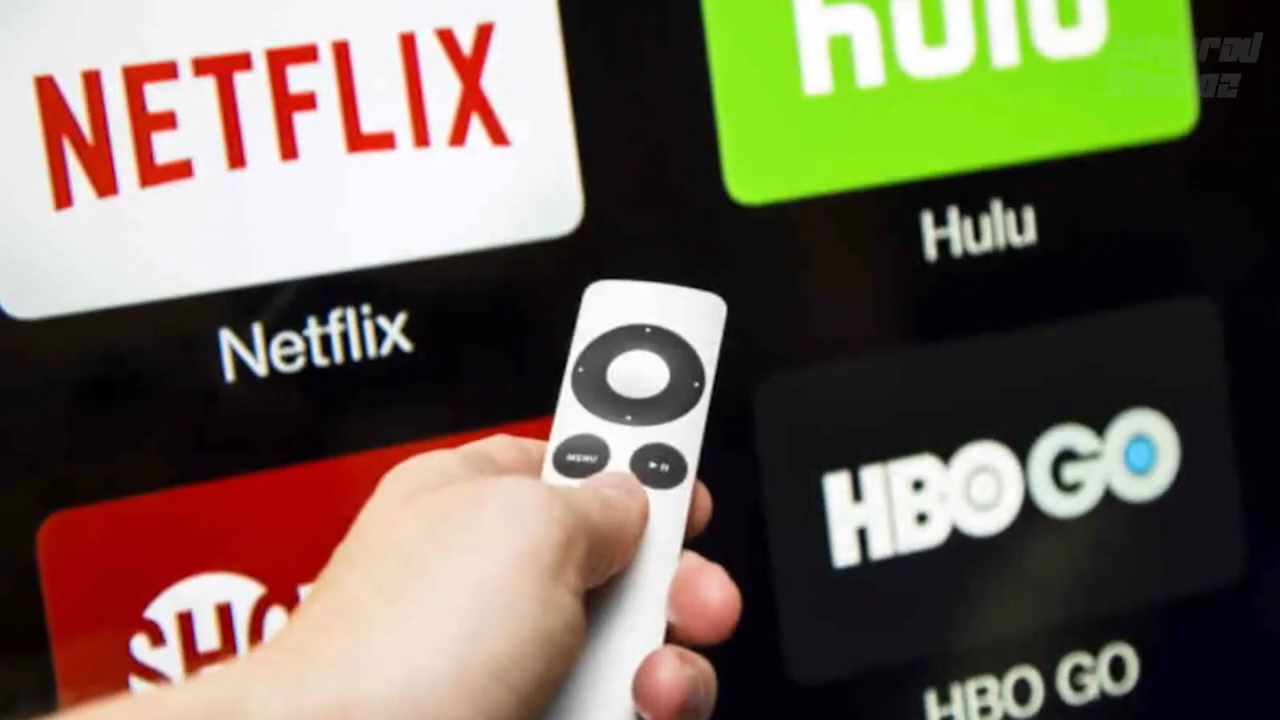 NETFLIX
hulu
Netflix
Hulu
MENU
HBO GO
HBO GO